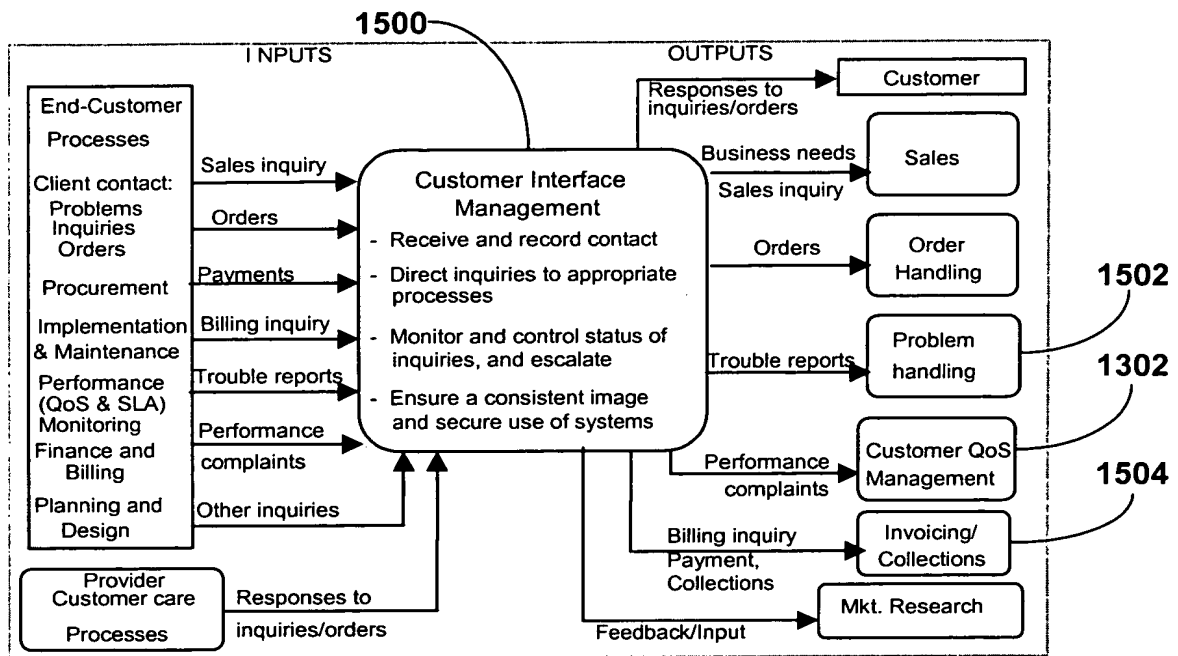 1500
INPUTS
OUTPUTS
End-Customer
Processes
Client contact:
Problems
Inquiries
Orders
Procurement
Implementation
& Maintenance
Performance
(QoS & SLA)
Monitoring
Finance and
Billing
Planning and
Design
Provider
Customer care
Processes
Sales inquiry
Orders
Payments
Billing inquiry
Trouble reports
Performance
complaints
Other inquiries
Responses to
inquiries/orders
Customer Interface
Management
- Receive and record contact
- Direct inquiries to appropriate
processes
- Monitor and control status of
inquiries, and escalate
- Ensure a consistent image
and secure use of systems
Responses to
inquiries/orders
Customer
Business needs
Sales inquiry
Sales
Orders
Order
Handling
Trouble reports
Problem
handling
1502
Performance
complaints
Customer QoS
Management
1302
Billing inquiry
Payment,
Collections
Invoicing/
Collections
1504
Feedback/Input
Mkt. Research